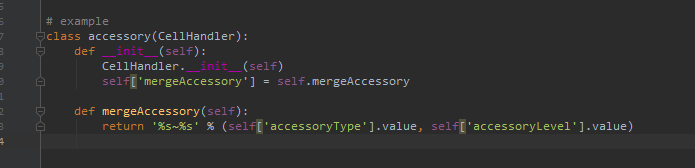 # example
class accessory(CellHandler):
    def __init__(self):
        CellHandler.__init__(self)
        self['mergeAccessory'] = self.mergeAccessory
    def mergeAccessory(self):
        return '%s~%s' % (self['accessoryType'].value, self['accessoryLevel'].value)